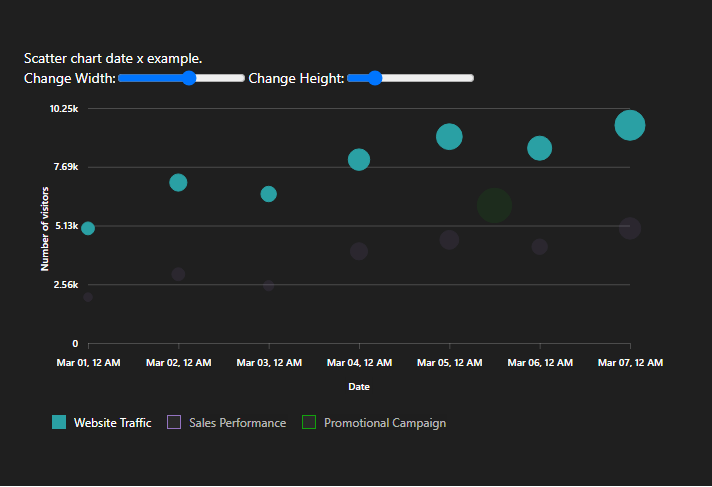 Scatter chart date x example.
Change Width: Change Height:
10.25k
7.69k
5.13k
2.56k
0
Number of visitors
Mar 01, 12 AM Mar 02, 12 AM Mar 03, 12 AM Mar 04, 12 AM Mar 05, 12 AM Mar 06, 12 AM Mar 07, 12 AM
Date
Website Traffic Sales Performance Promotional Campaign